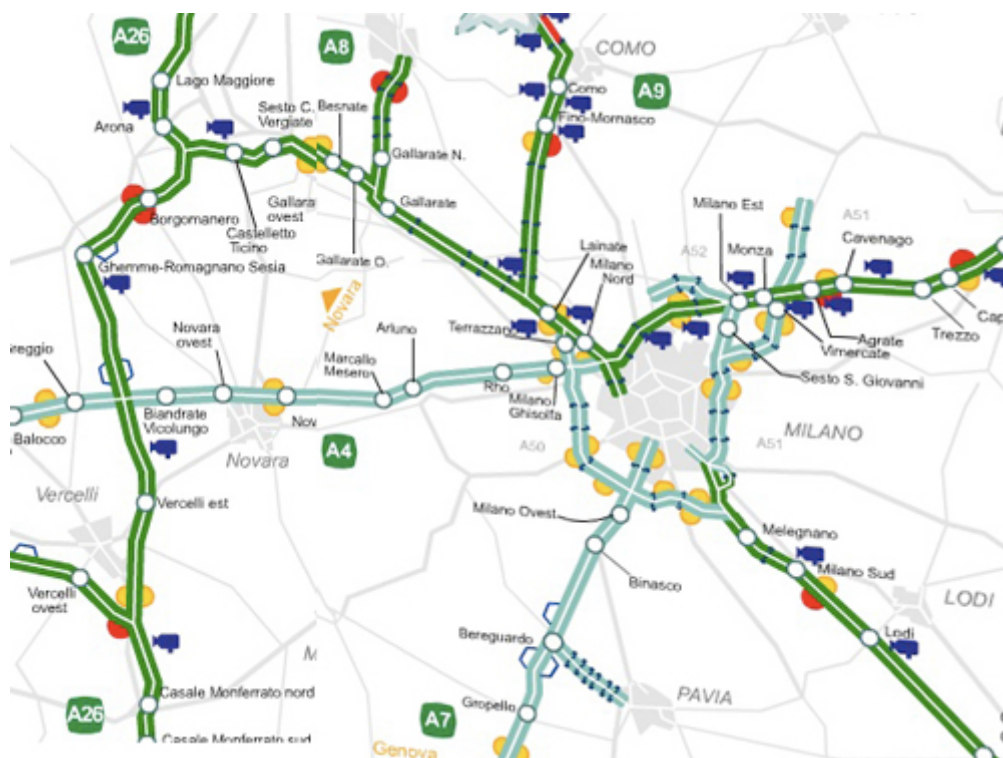 A26
A8
COMO
Lago Maggiore
Como
A9
Sesto C.
Vergiate
Besnate
Arona
Fino-Mornasco
Gallarate N.
Borgomanero
Gallara
ovest
Gallarate
Milano Est
A51
Castelletto
Ticino
Gallarate O.
Lainate
Milano
Nord
A52
Monza
Cavenago
Ghemme-Romagnano Sesia
Novara
Novara
ovest
Arluno
Terrazzano
Cap
Trezzo
Agrate
Vimercate
reggio
Marcallo
Mesero
Rho
Sesto S. Giovanni
Milano
Ghisolfa
Biandrate
Vicolungo
Nov
Balocco
A4
A50
MILANO
A51
Novara
Vercelli
Vercelli est
Milano Ovest
Melegnano
Milano Sud
Vercelli
ovest
Binasco
LODI
Bereguardo
Lodi
M
Casale Monferrato nord
PAVIA
A26
Gropello
A7
Casale Monferrato sud
Genova